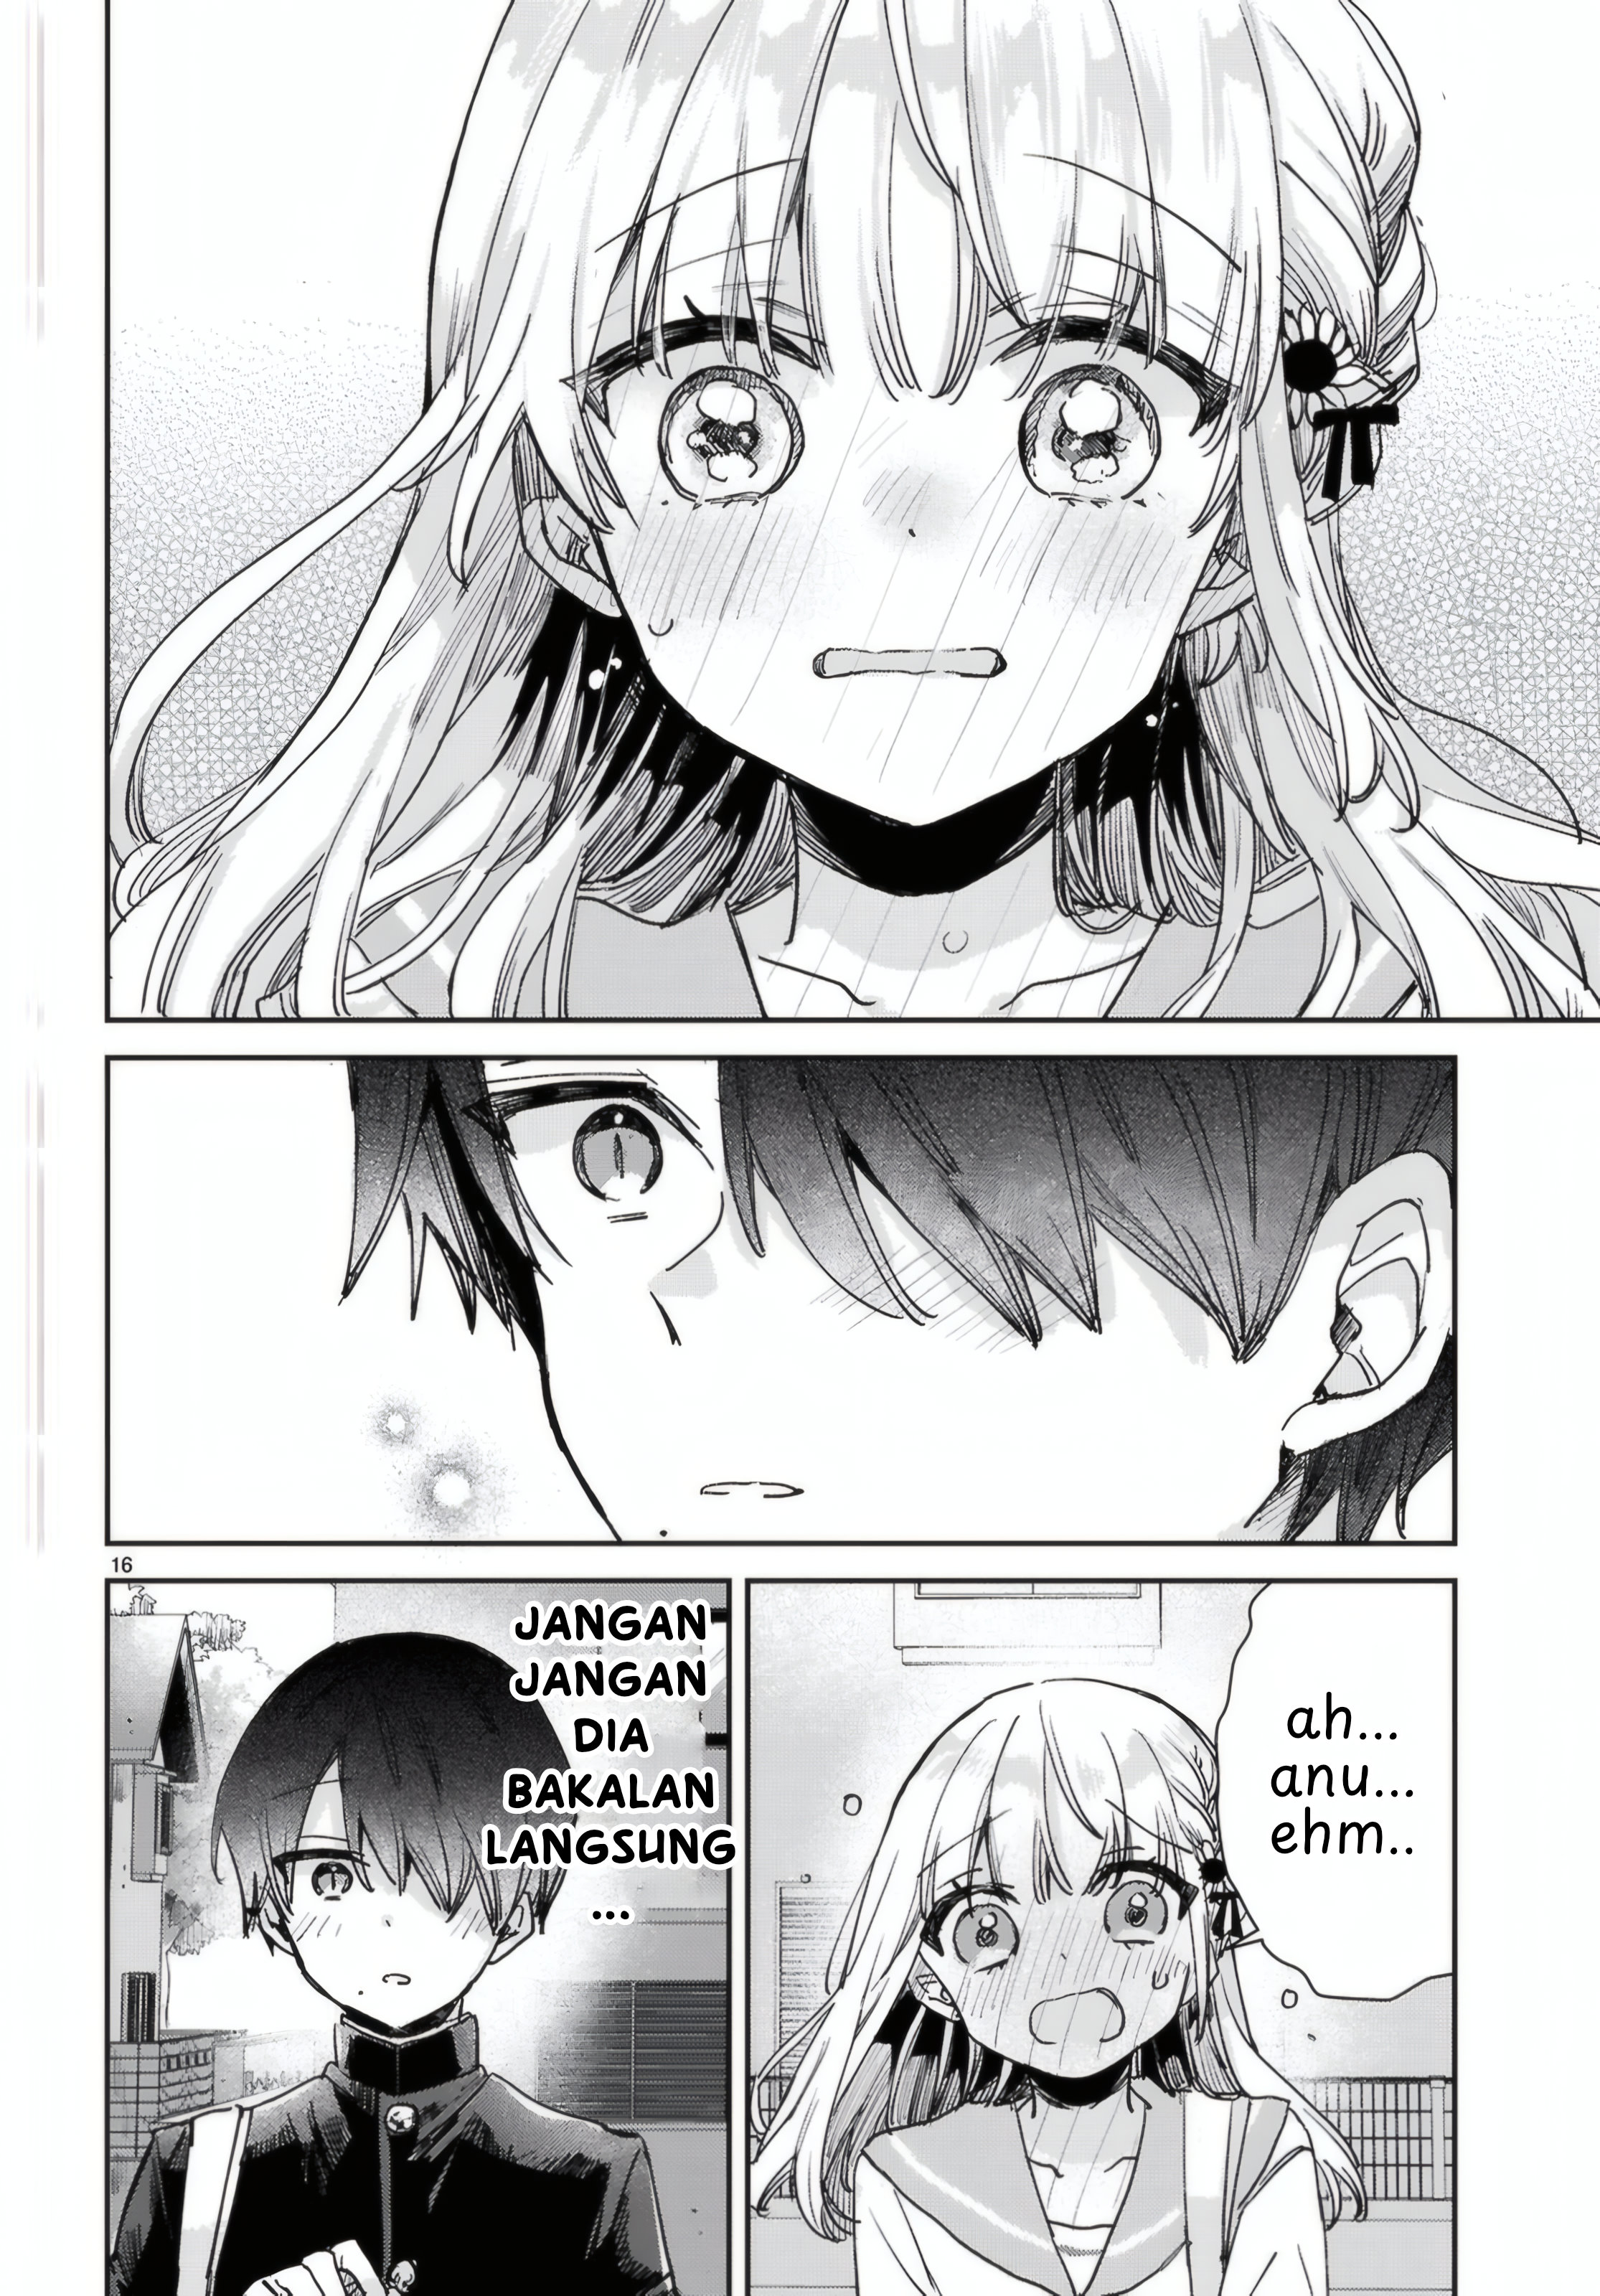 16
ah...
anu...
ehm..
JANGAN
JANGAN
DIA
BAKALAN
LANGSUNG
...